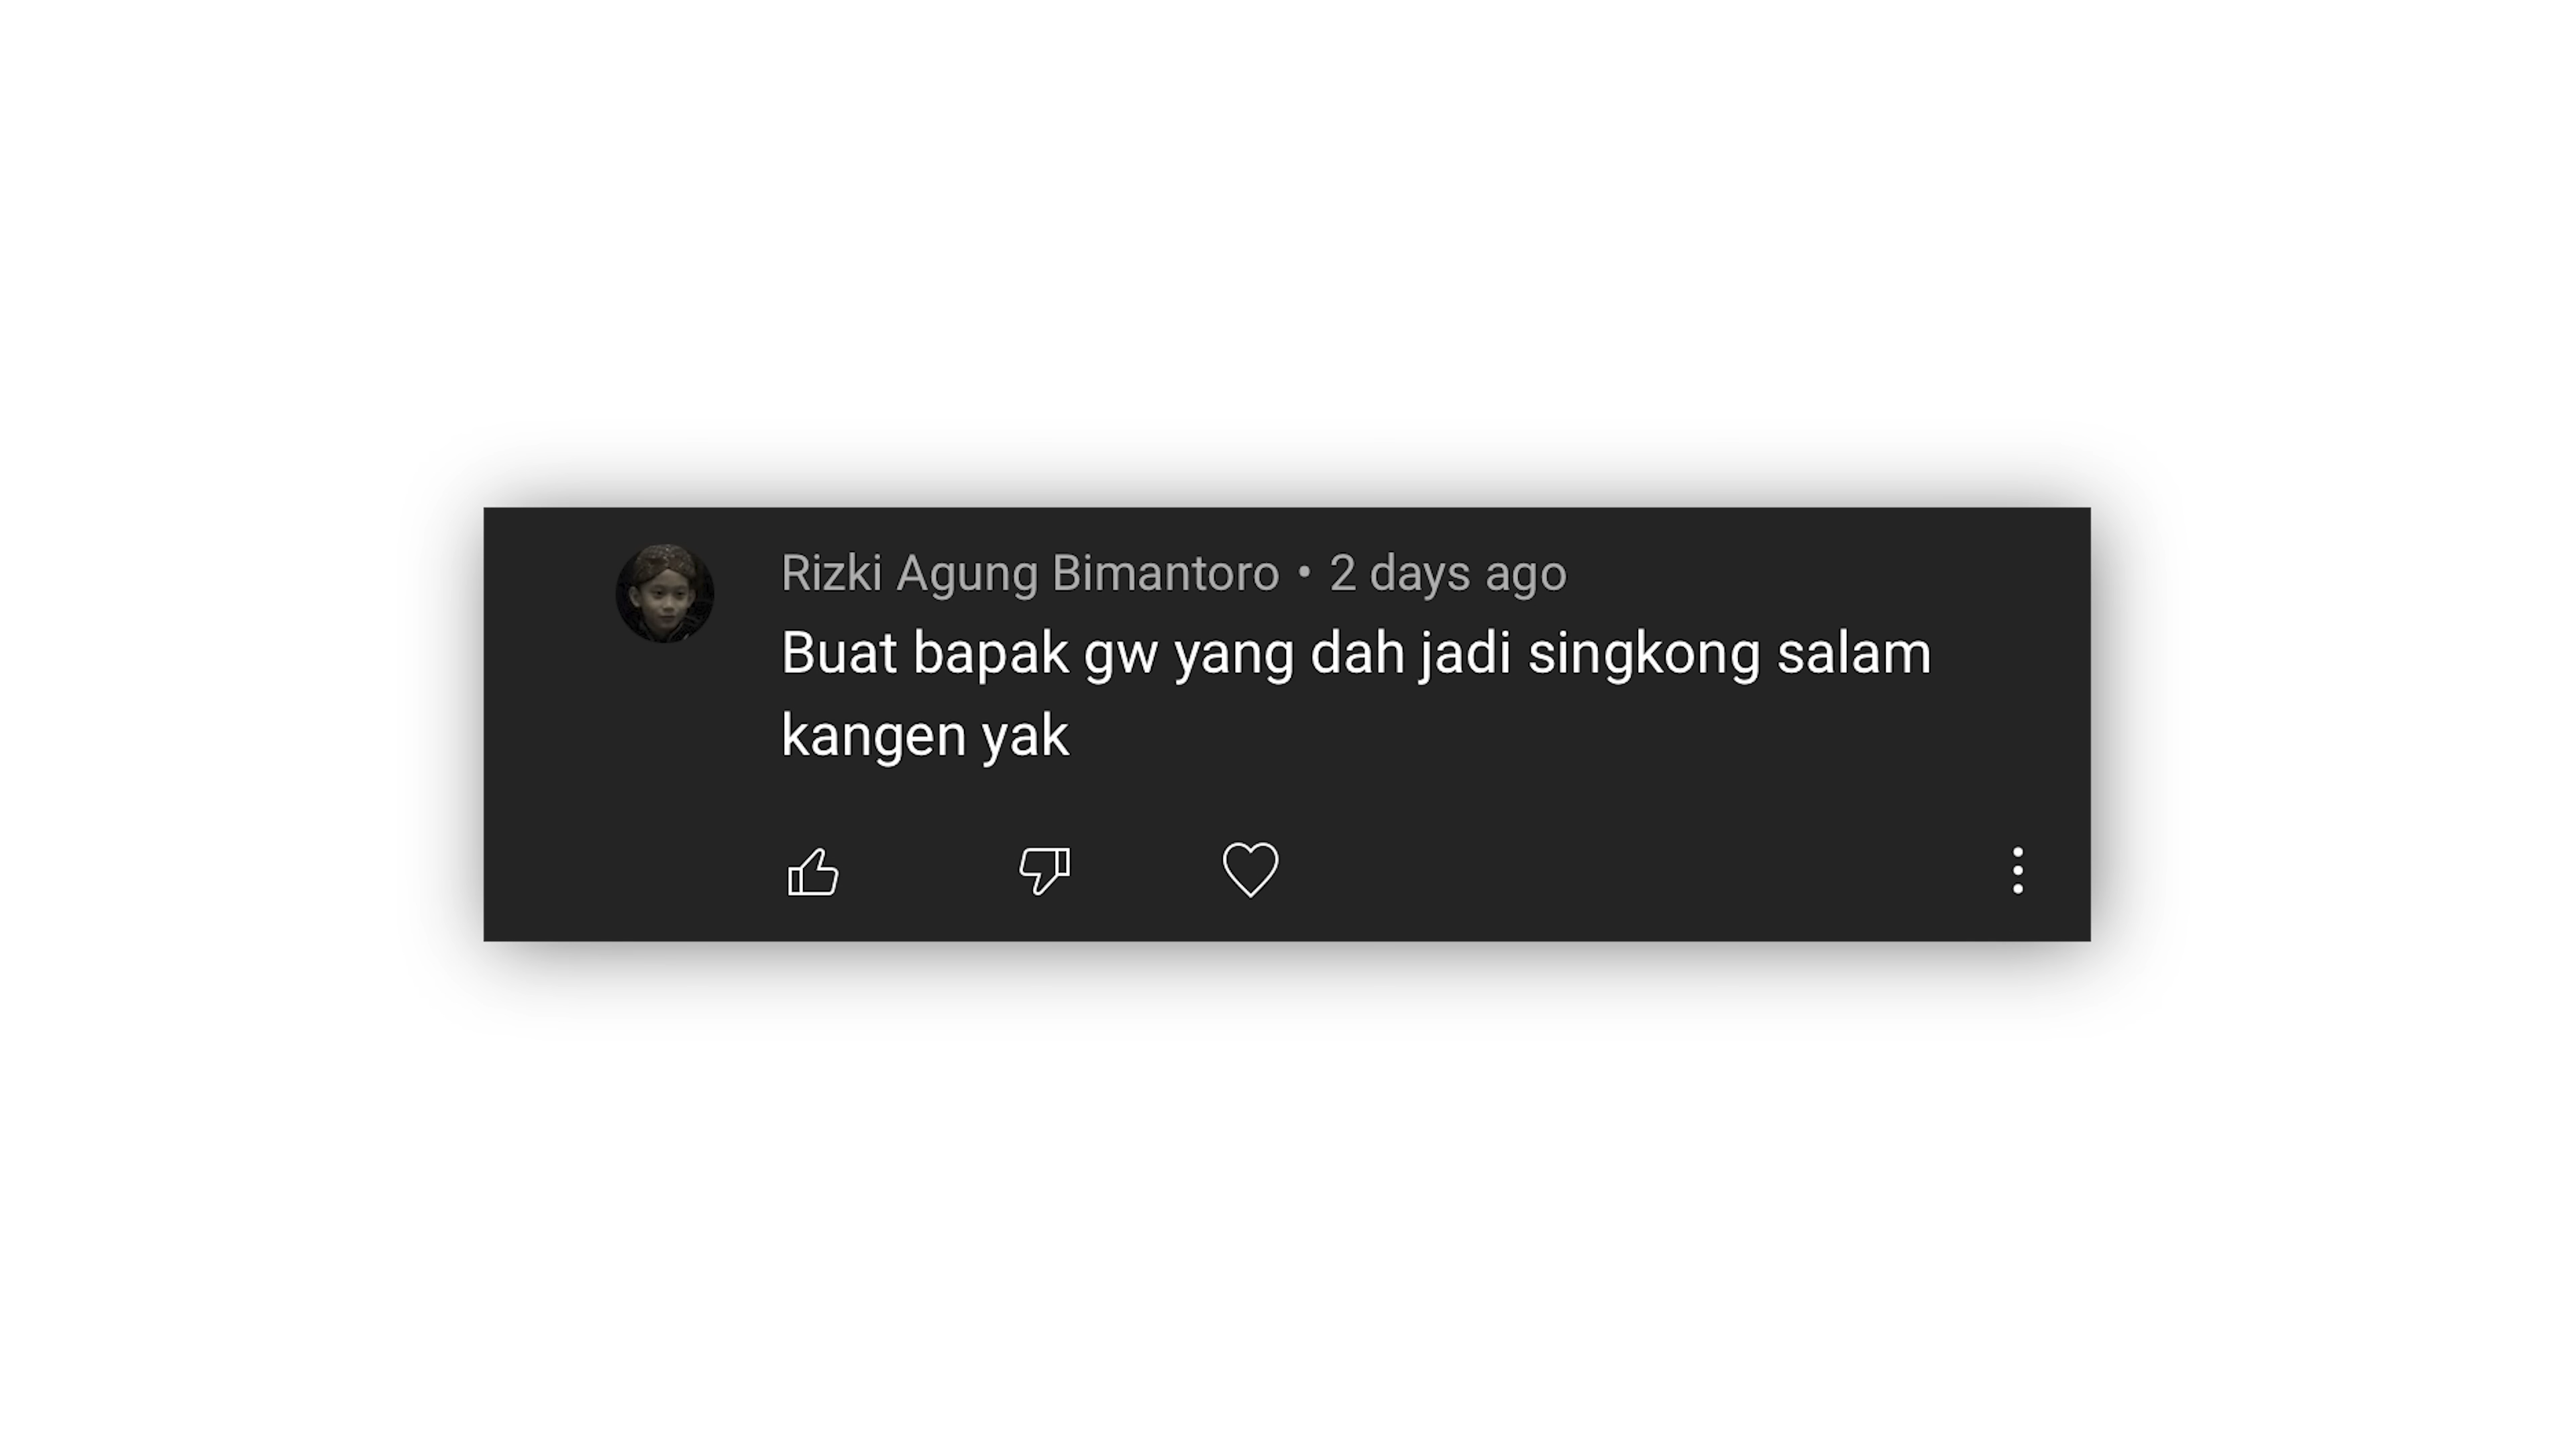 Rizki Agung Bimantoro • 2 days ago
Buat bapak gw yang dah jadi singkong salam
kangen yak